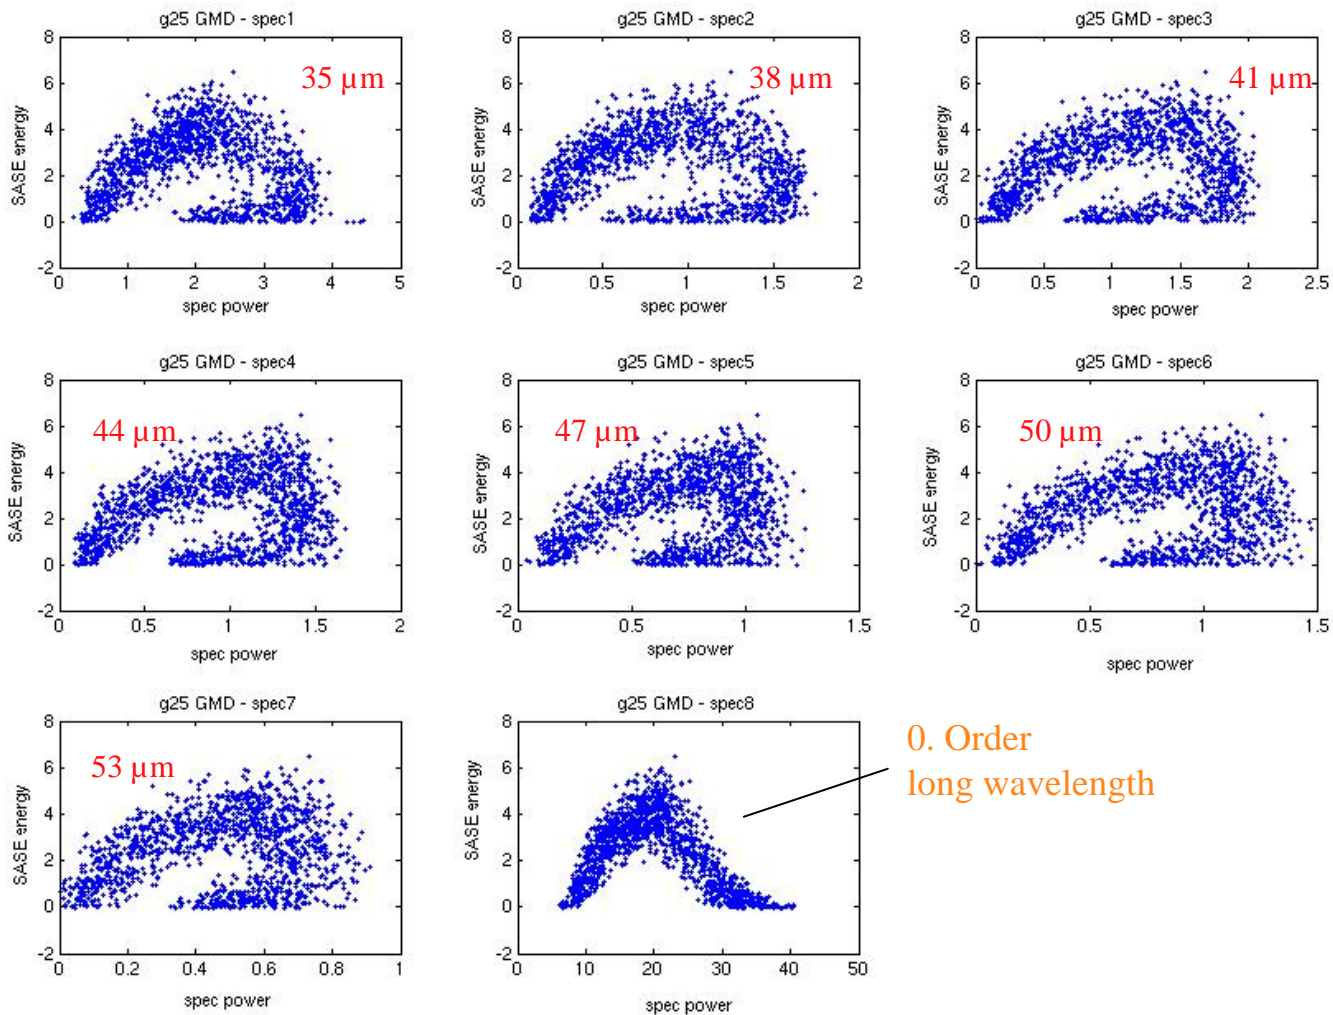 g25 GMD - spec1
35 µm
SASE energy
8
6
4
2
0
-2
0 1 2 3 4 5
spec power
g25 GMD - spec2
38 µm
SASE energy
8
6
4
2
0
-2
0 0.5 1 1.5 2
spec power
g25 GMD - spec3
41 µm
SASE energy
8
6
4
2
0
-2
0 0.5 1 1.5 2 2.5
spec power
g25 GMD - spec4
44 µm
SASE energy
8
6
4
2
0
-2
0 0.5 1 1.5 2
spec power
g25 GMD - spec5
47 µm
SASE energy
8
6
4
2
0
-2
0 0.5 1 1.5
spec power
g25 GMD - spec6
50 µm
SASE energy
8
6
4
2
0
-2
0 0.5 1 1.5
spec power
g25 GMD - spec7
53 µm
SASE energy
8
6
4
2
0
-2
0 0.2 0.4 0.6 0.8 1
spec power
g25 GMD - spec8
SASE energy
8
6
4
2
0
-2
0 10 20 30 40 50
spec power
0. Order
long wavelength